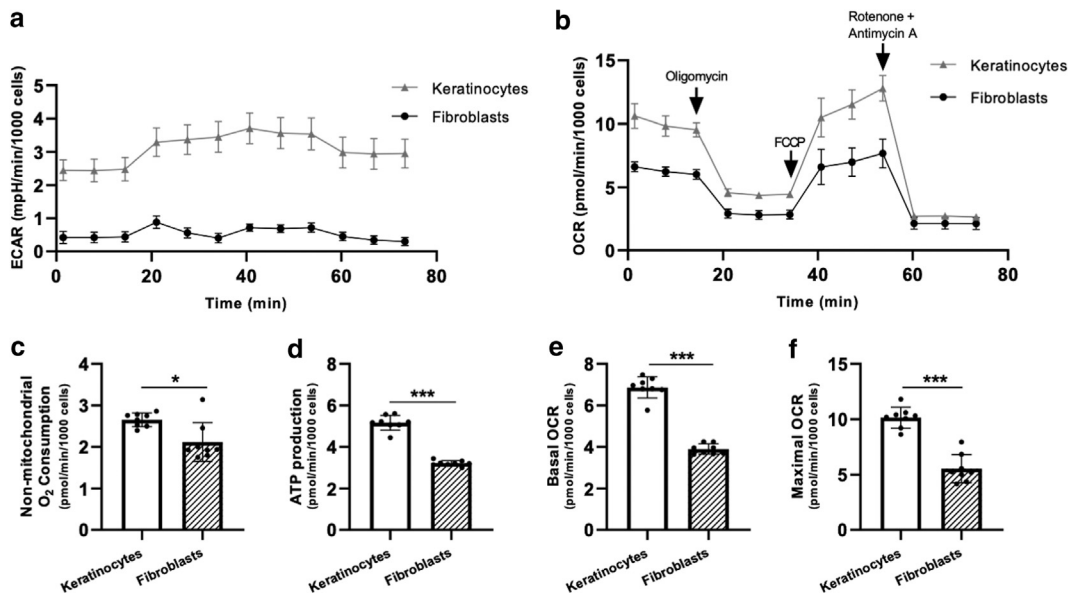 a
ECAR (mpH/min/1000 cells)
5
4
3
2
1
0
0
20
40
60
80
Time (min)
Keratinocytes
Fibroblasts
b
OCR (pmol/min/1000 cells)
15
10
5
0
0
20
40
60
80
Time (min)
Oligomycin
FCCP
Rotenone +
Antimycin A
Keratinocytes
Fibroblasts
c
Non-mitochondrial
O2 Consumption
(pmol/min/1000 cells)
4
3
2
1
0
*
Keratinocytes
Fibroblasts
d
ATP production
(pmol/min/1000 cells)
8
6
4
2
0
***
Keratinocytes
Fibroblasts
e
Basal OCR
(pmol/min/1000 cells)
8
6
4
2
0
***
Keratinocytes
Fibroblasts
f
Maximal OCR
(pmol/min/1000 cells)
15
10
5
0
***
Keratinocytes
Fibroblasts